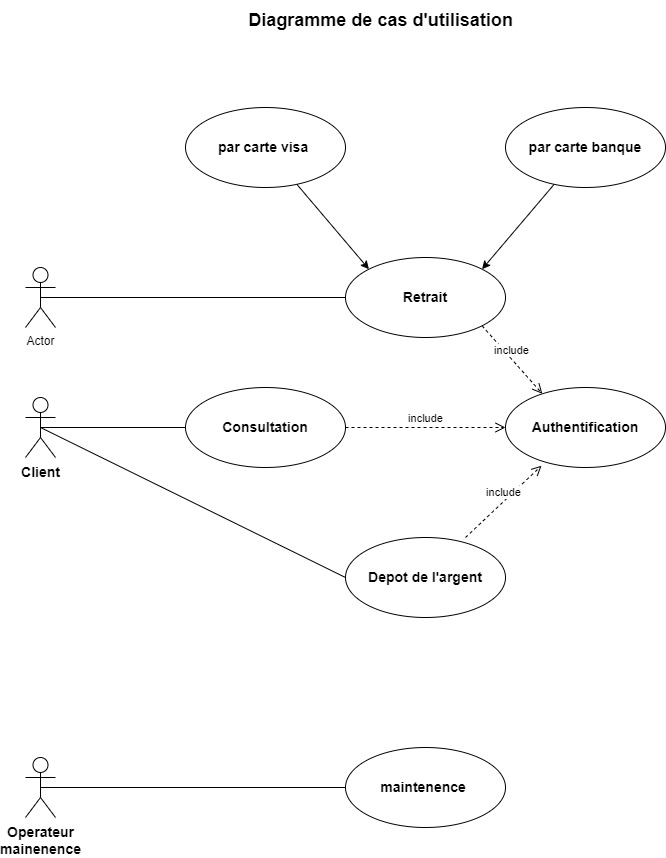 Diagramme de cas d'utilisation
par carte visa
par carte banque
Retrait
Actor
include
Consultation
include
Authentification
Client
include
Depot de l'argent
maintenence
Operateur
mainenence